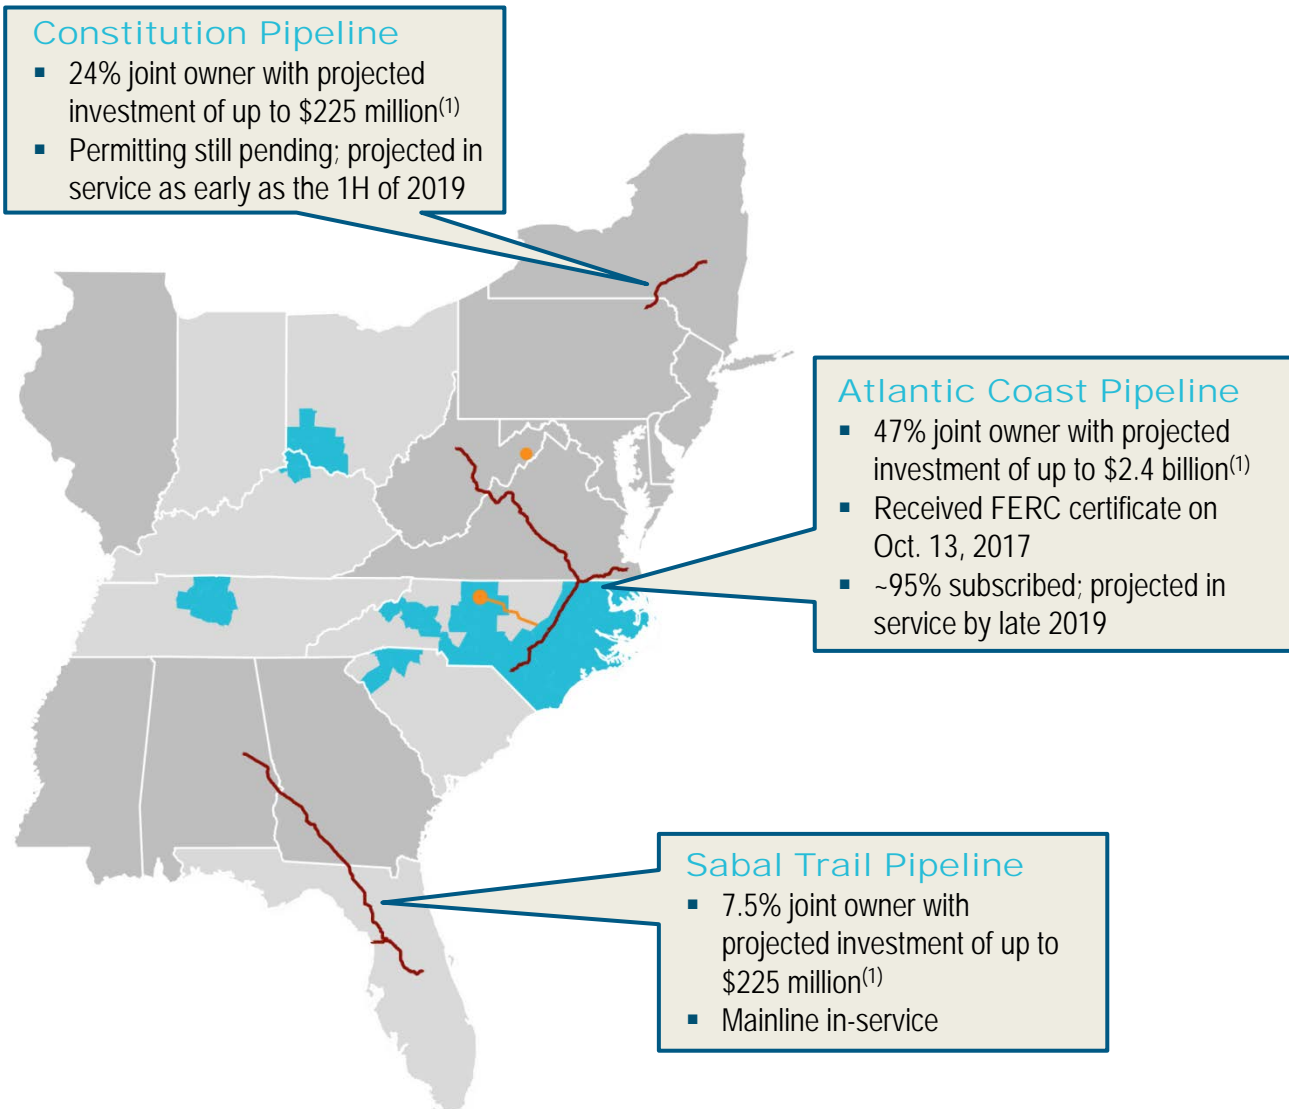 Constitution Pipeline
▪ 24% joint owner with projected
investment of up to $225 million(1)
▪ Permitting still pending; projected in
service as early as the 1H of 2019
Atlantic Coast Pipeline
▪ 47% joint owner with projected
investment of up to $2.4 billion(1)
▪ Received FERC certificate on
Oct. 13, 2017
▪ ~95% subscribed; projected in
service by late 2019
Sabal Trail Pipeline
▪ 7.5% joint owner with
projected investment of up to
$225 million(1)
▪ Mainline in-service